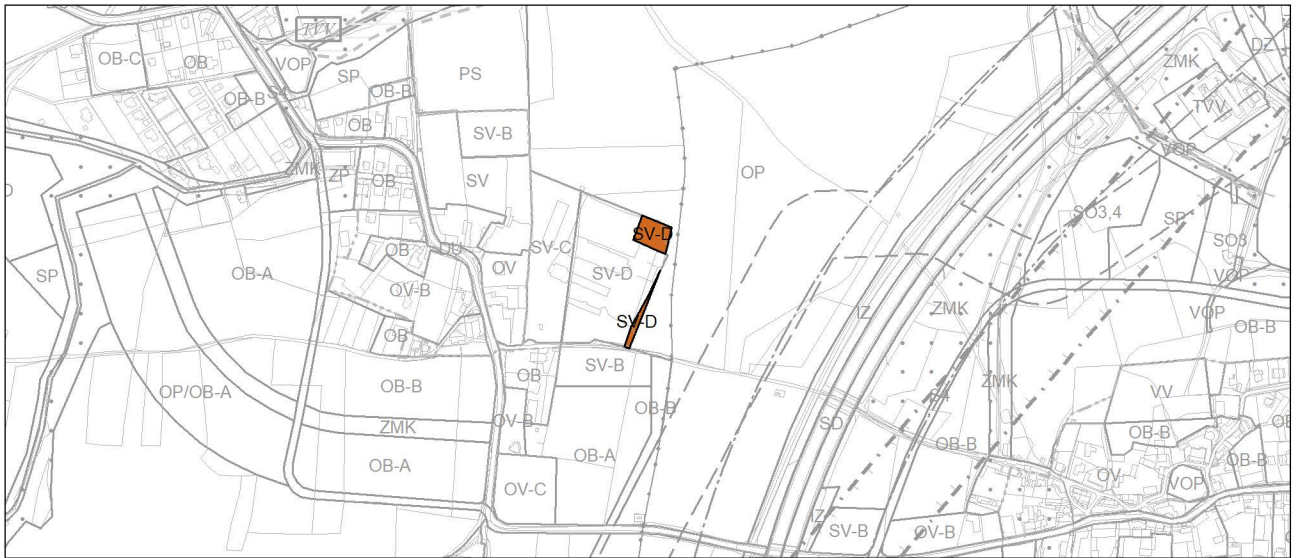 TVV
OB-C
OB
VOP
SP
PS
OB-B
S4
OB-B
OB
SV-B
ZMK
ZP
OB
SV
SP
OB-A
OB
DU
OV
SV-C
SV-D
SV-D
OV-B
OB
SV-D
OP
OP/OB-A
OB-B
OB
SV-B
OV-B
OB-B
ZMK
OB-A
OB-A
OV-C
ZMK
DZ
TVV
VOP
SO3,4
SP
SO3
VOP
IZ
ZMK
VOP
OB-B
ZMK
S4
SD
VV
OB-B
OB-B
OV
VOP
OB-B
IZ
SV-B
OV-B